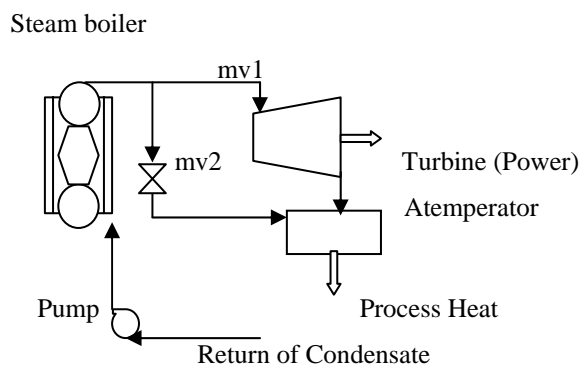 Steam boiler
mv1
mv2
Turbine (Power)
Atemperator
Pump
Process Heat
Return of Condensate